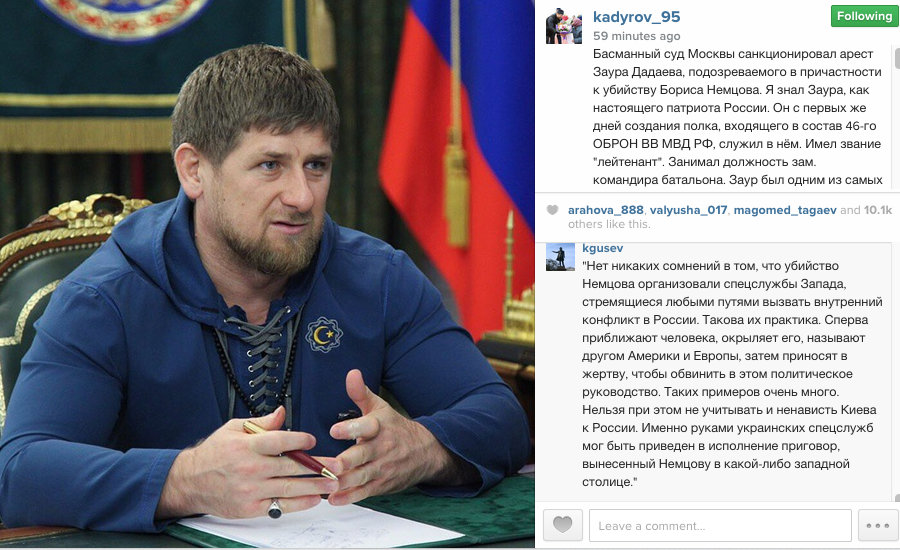 kadyrov_95
Following
59 minutes ago
Басманный суд Москвы санкционировал арест
Заура Дадаева, подозреваемого в причастности
к убийству Бориса Немцова. Я знал Заура, как
настоящего патриота России. Он с первых же
дней создания полка, входящего в состав 46-го
ОБРОН ВВ МВД РФ, служил в нём. Имел звание
"лейтенант". Занимал должность зам.
командира батальона. Заур был одним из самых
arahova_888, valyusha_017, magomed_tagaev and 10.1k
others like this.
kgusev
"Нет никаких сомнений в том, что убийство
Немцова организовали спецслужбы Запада,
стремящиеся любыми путями вызвать внутренний
конфликт в России. Такова их практика. Сперва
приближают человека, окрыляет его, называют
другом Америки и Европы, затем приносят в
жертву, чтобы обвинить в этом политическое
руководство. Таких примеров очень много.
Нельзя при этом не учитывать и ненависть Киева
к России. Именно руками украинских спецслужб
мог быть приведен в исполнение приговор,
вынесенный Немцову в какой-либо западной
столице."
Leave a comment...